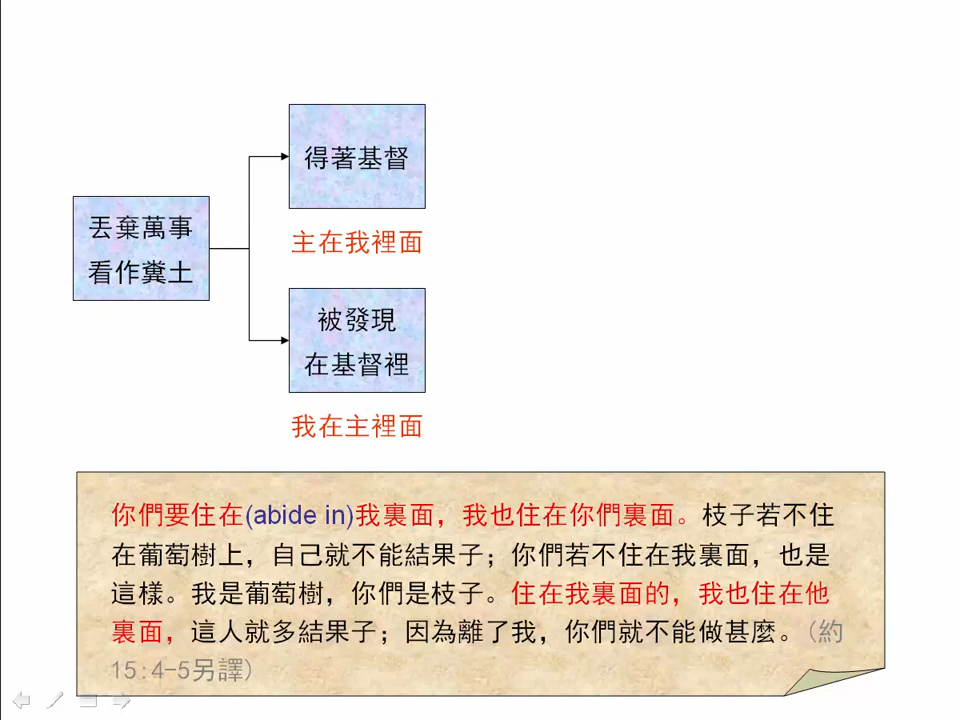 得著基督
丟棄萬事
看作糞土
主在我裡面
被發現
在基督裡
我在主裡面
你們要住在(abide in)我裏面，我也住在你們裏面。枝子若不住
在葡萄樹上，自己就不能結果子；你們若不住在我裏面，也是
這樣。我是葡萄樹，你們是枝子。住在我裏面的，我也住在他
裏面，這人就多結果子；因為離了我，你們就不能做甚麼。(約
15:4-5另譯)